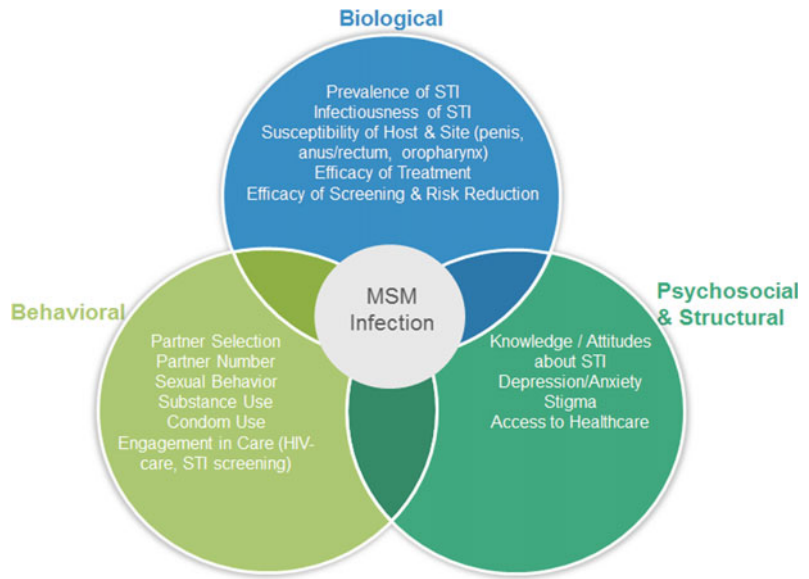 Biological
Prevalence of STI
Infectiousness of STI
Susceptibility of Host & Site (penis,
anus/rectum, oropharynx)
Efficacy of Treatment
Efficacy of Screening & Risk Reduction
MSM
Infection
Behavioral
Partner Selection
Partner Number
Sexual Behavior
Substance Use
Condom Use
Engagement in Care (HIV-
care, STI screening)
Psychosocial
& Structural
Knowledge / Attitudes
about STI
Depression/Anxiety
Stigma
Access to Healthcare